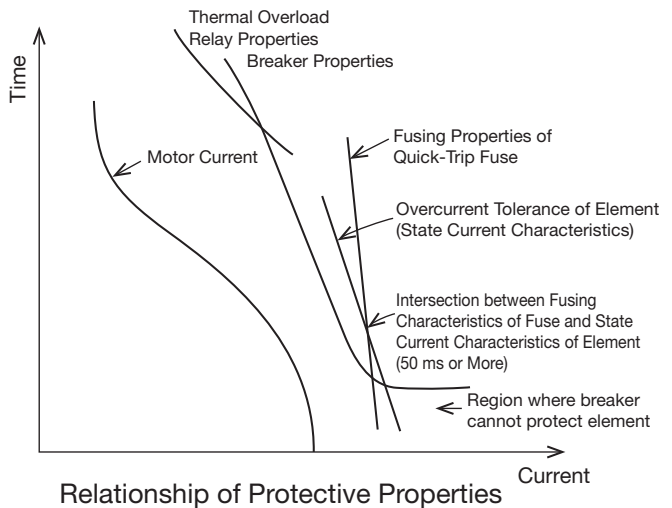 Thermal Overload
Relay Properties
Breaker Properties
Time
Motor Current
Fusing Properties of
Quick-Trip Fuse
Overcurrent Tolerance of Element
(State Current Characteristics)
Intersection between Fusing
Characteristics of Fuse and State
Current Characteristics of Element
(50 ms or More)
Region where breaker
cannot protect element
Current
Relationship of Protective Properties